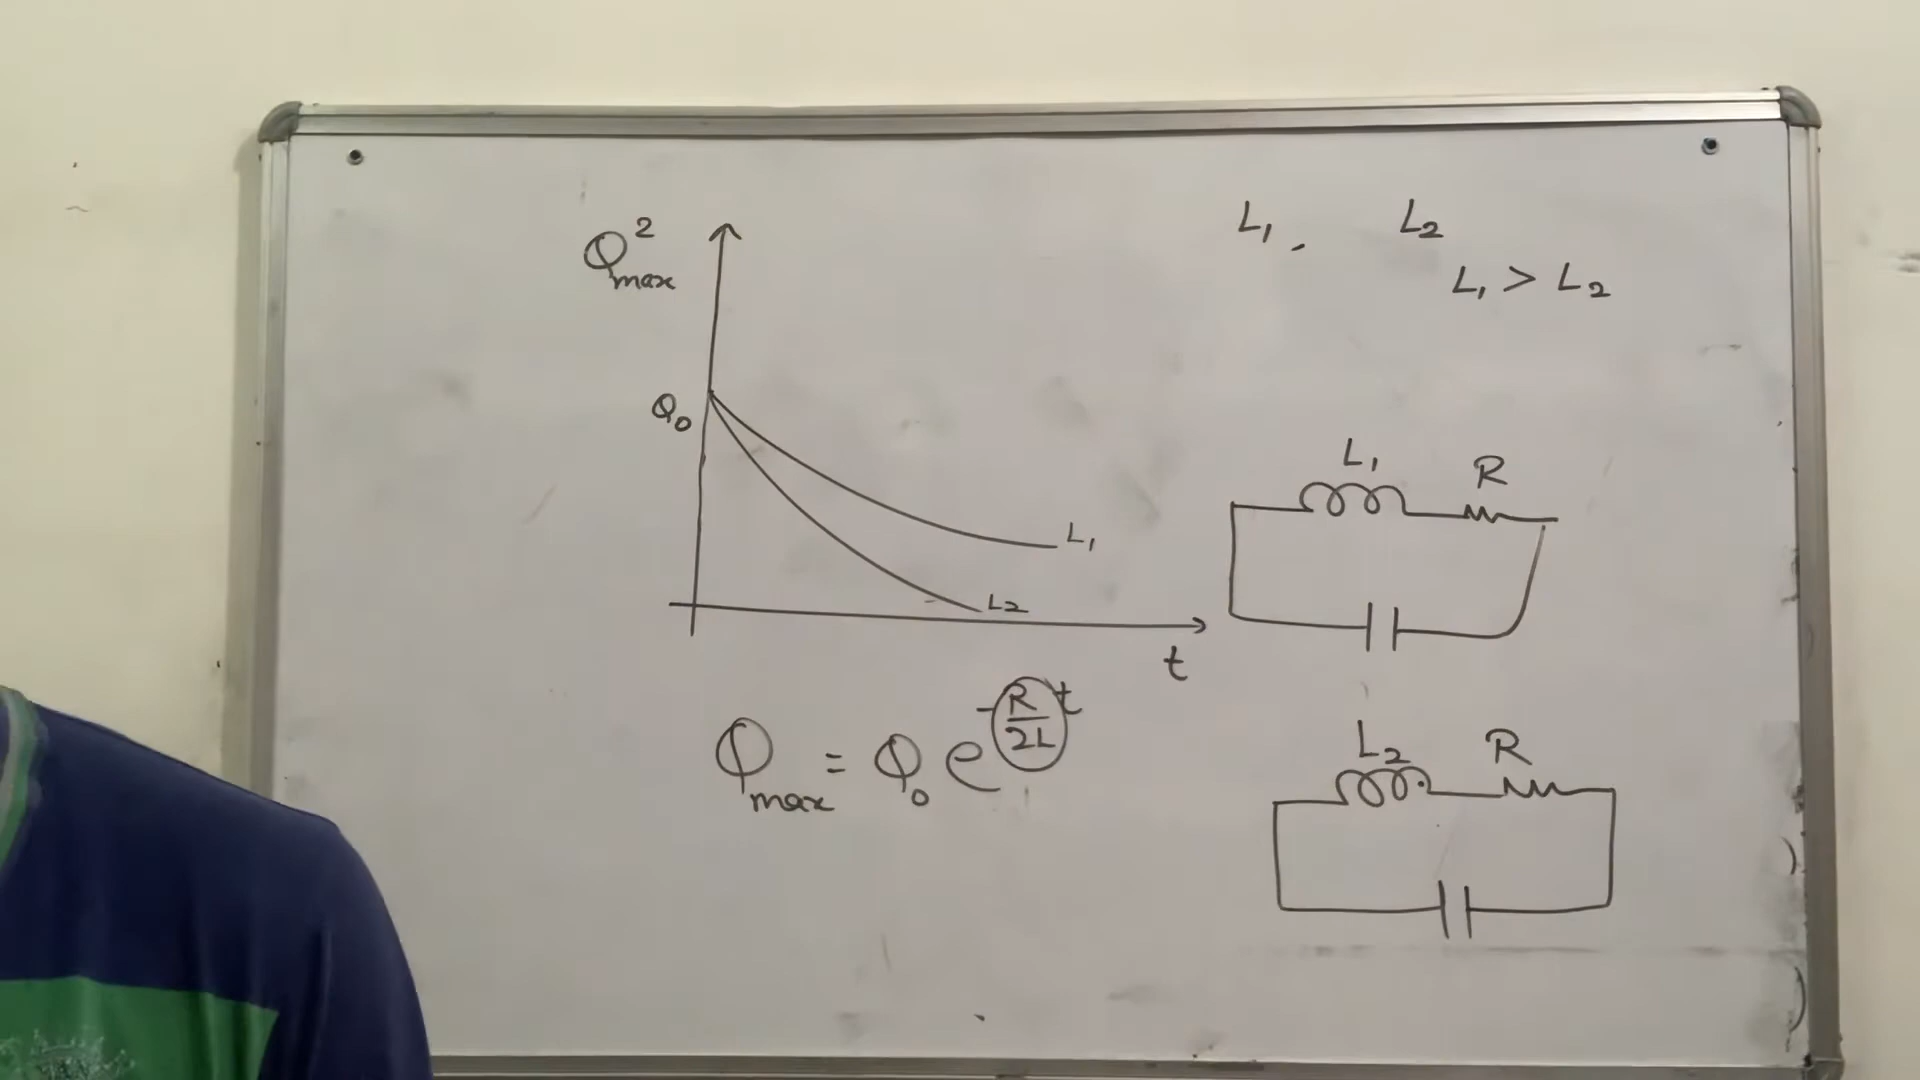 Q²max
Q₀
L₁
L₂
t
Qmax = Q₀ e^(-R/2L t)
L₁, L₂
L₁ > L₂
L₁ R
L₂ R